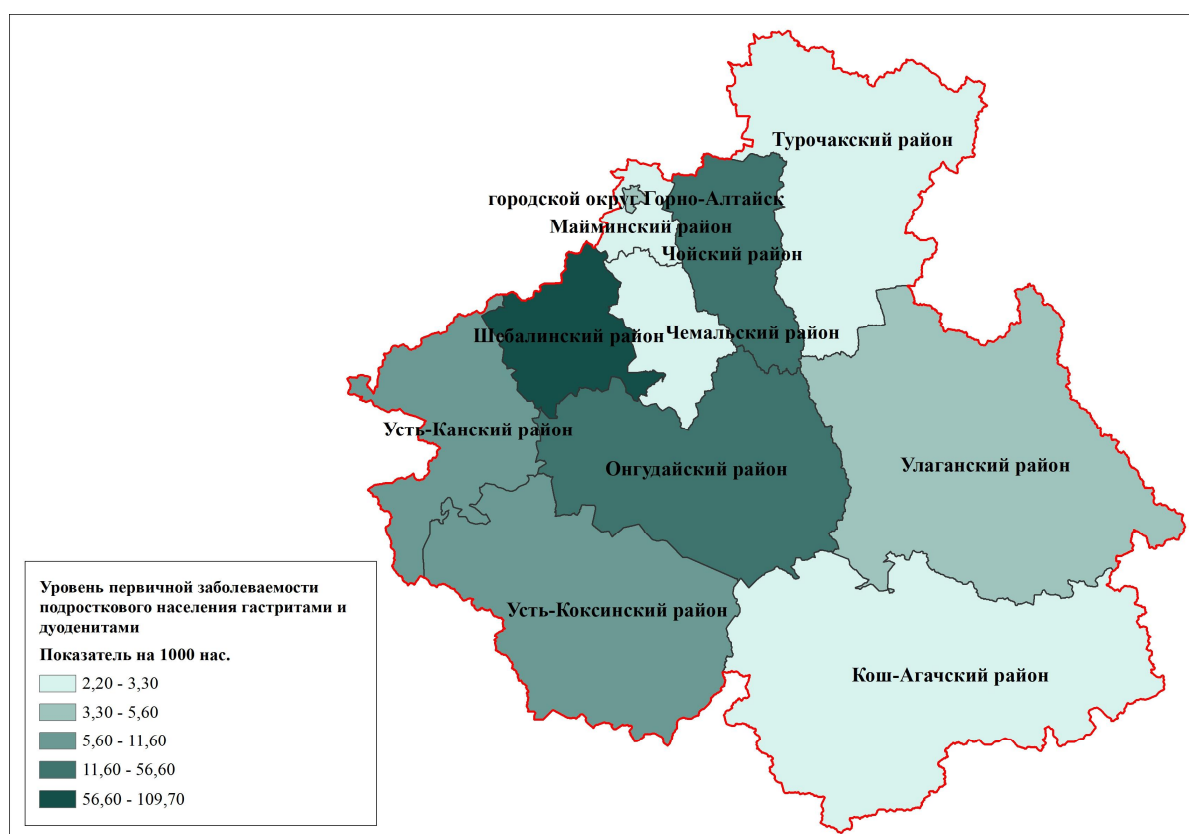 Турочакский район
городской округ Горно-Алтайск
Майминский район
Чойский район
Шебалинский район
Чемальский район
Усть-Канский район
Онгудайский район
Улаганский район
Усть-Коксинский район
Кош-Агачский район
Уровень первичной заболеваемости
подросткового населения гастритами и
дуоденитами
Показатель на 1000 нас.
2,20 - 3,30
3,30 - 5,60
5,60 - 11,60
11,60 - 56,60
56,60 - 109,70